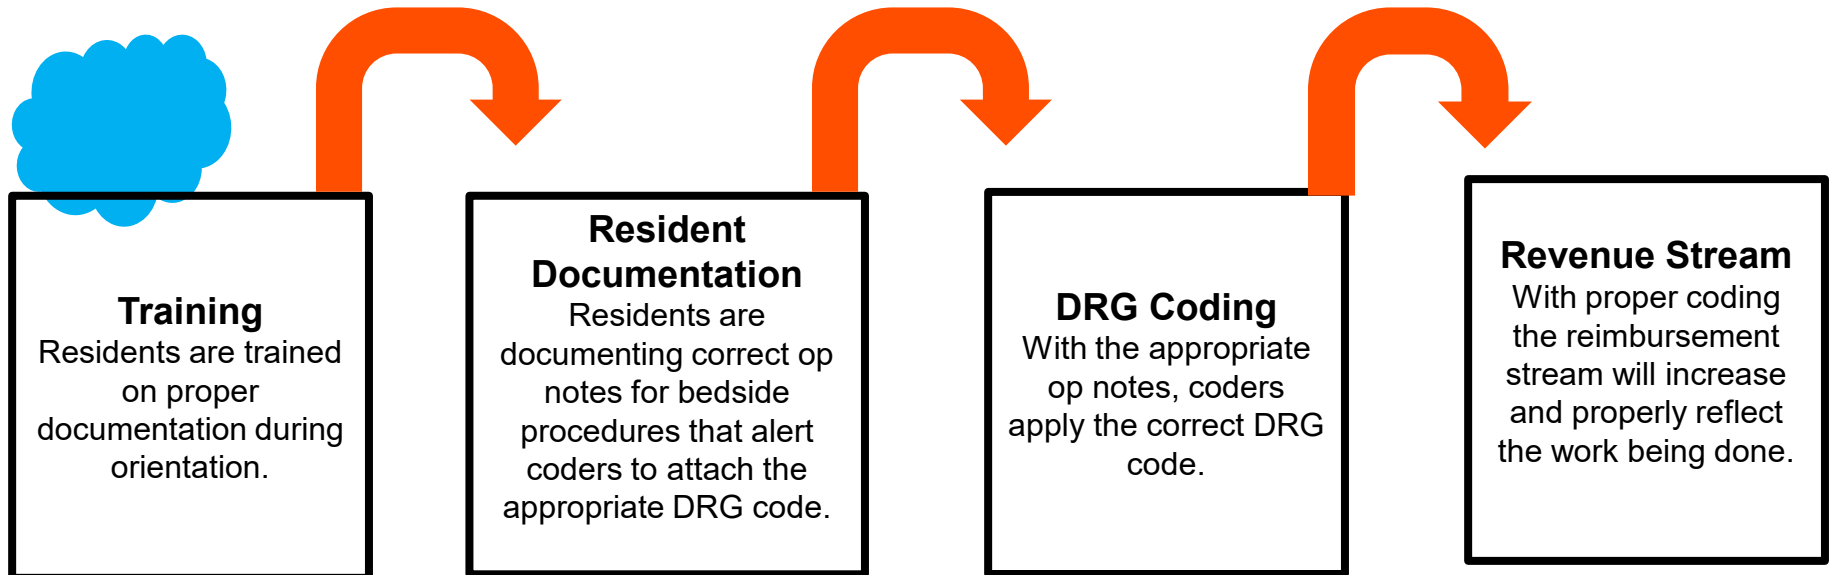 Training
Residents are trained
on proper
documentation during
orientation.
Resident
Documentation
Residents are
documenting correct op
notes for bedside
procedures that alert
coders to attach the
appropriate DRG code.
DRG Coding
With the appropriate
op notes, coders
apply the correct DRG
code.
Revenue Stream
With proper coding
the reimbursement
stream will increase
and properly reflect
the work being done.